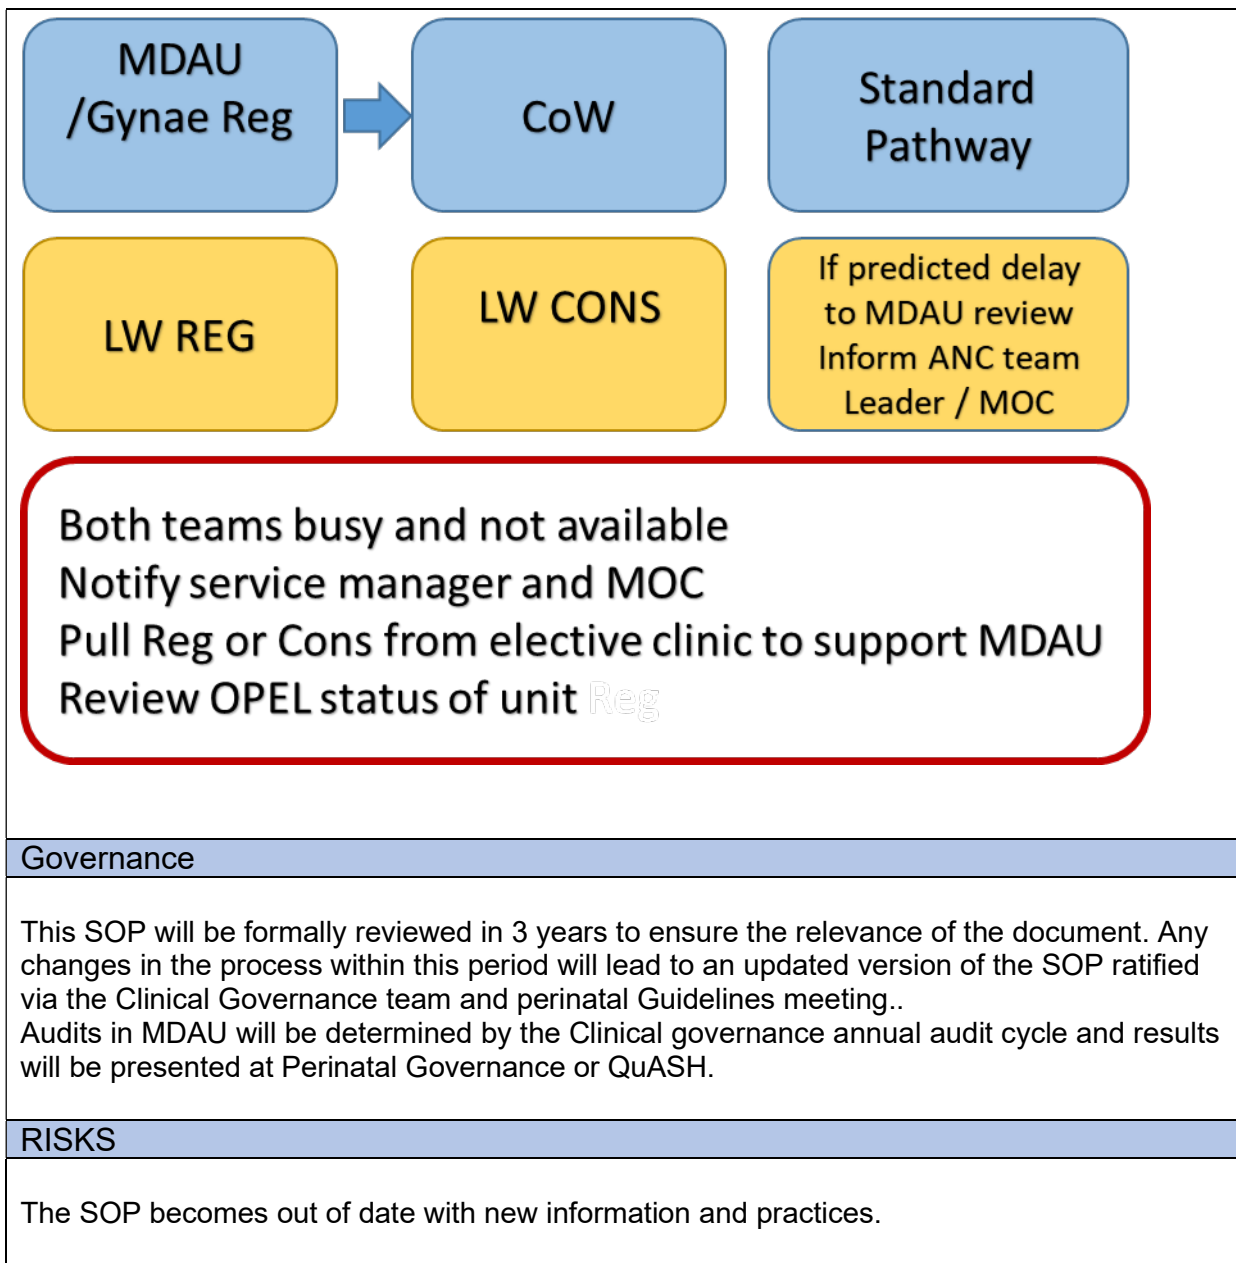 MDAU
/Gynae Reg
CoW
Standard
Pathway
LW REG
LW CONS
If predicted delay
to MDAU review
Inform ANC team
Leader / MOC
Both teams busy and not available
Notify service manager and MOC
Pull Reg or Cons from elective clinic to support MDAU
Review OPEL status of unit Reg
Governance
This SOP will be formally reviewed in 3 years to ensure the relevance of the document. Any
changes in the process within this period will lead to an updated version of the SOP ratified
via the Clinical Governance team and perinatal Guidelines meeting..
Audits in MDAU will be determined by the Clinical governance annual audit cycle and results
will be presented at Perinatal Governance or QuASH.
RISKS
The SOP becomes out of date with new information and practices.